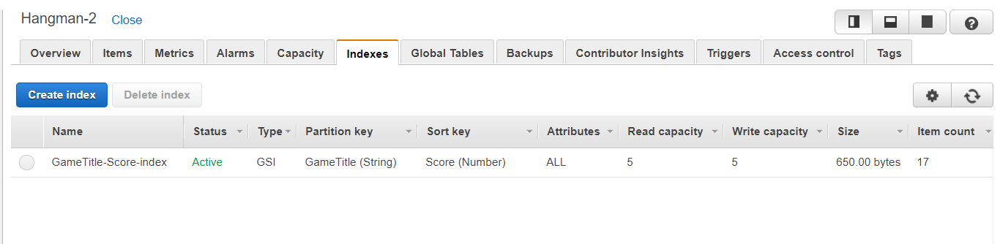 Hangman-2 Close
Overview Items Metrics Alarms Capacity Indexes Global Tables Backups Contributor Insights Triggers Access control Tags
Create index Delete index
Name Status Type Partition key Sort key Attributes Read capacity Write capacity Size Item count
GameTitle-Score-index Active GSI GameTitle (String) Score (Number) ALL 5 5 650.00 bytes 17